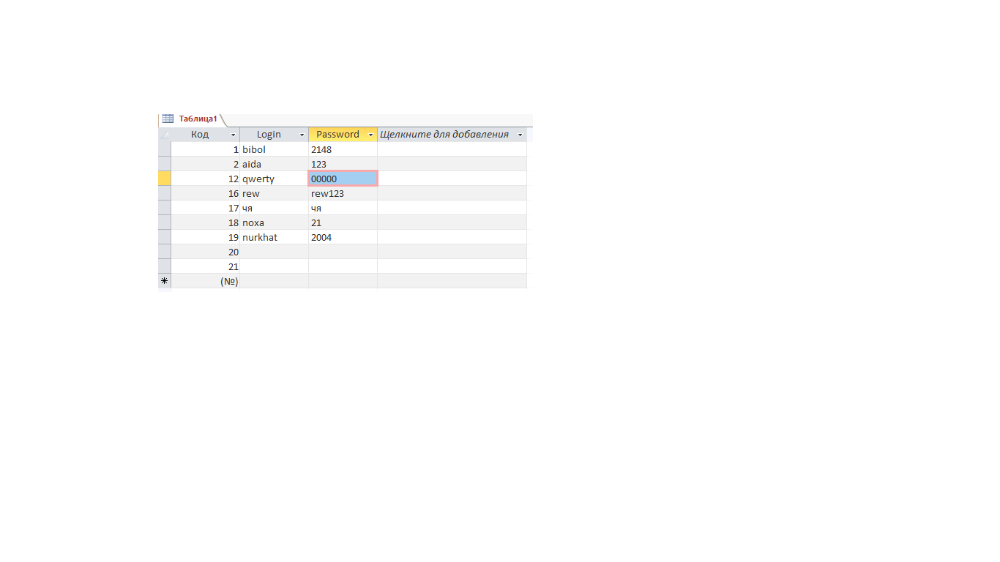 Таблица1
Код Login Password Щелкните для добавления
1 bibol 2148
2 aida 123
12 qwerty 00000
16 rew rew123
17 чя чя
18 noxa 21
19 nurkhat 2004
20
21
* (№)